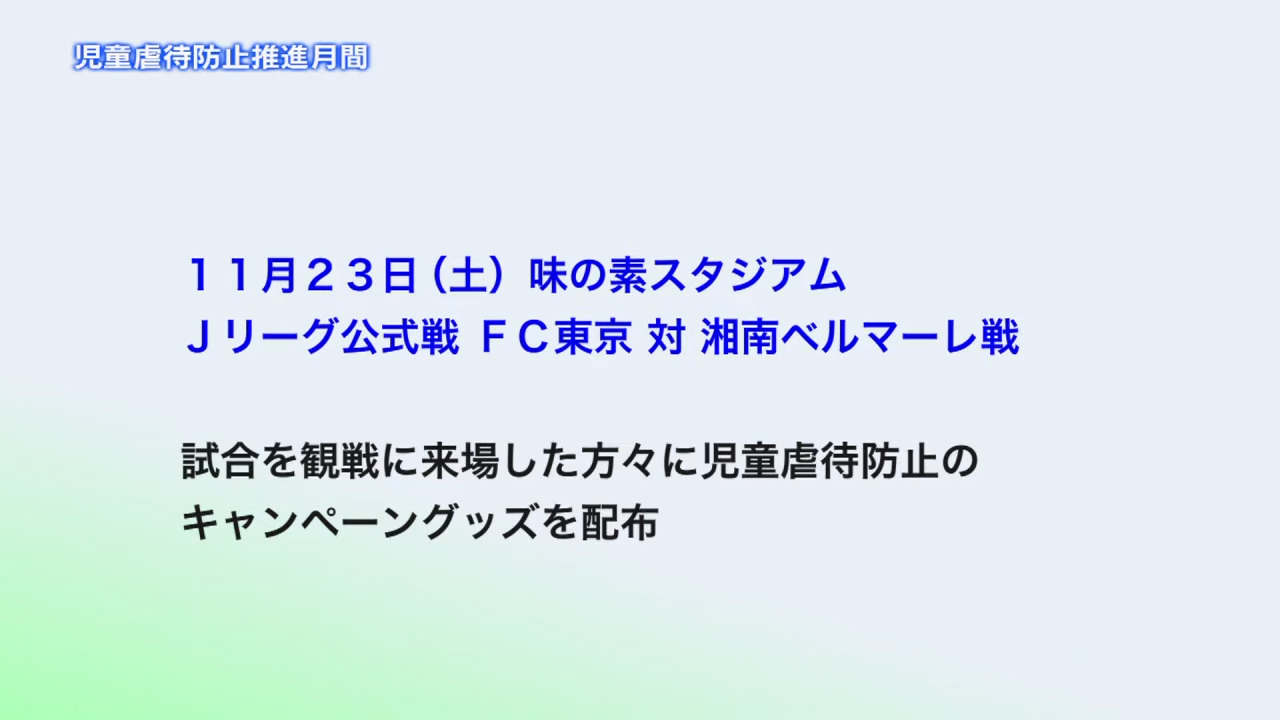 児童虐待防止推進月間
１１月２３日（土）味の素スタジアム
Ｊリーグ公式戦 ＦＣ東京 対 湘南ベルマーレ戦
試合を観戦に来場した方々に児童虐待防止の
キャンペーングッズを配布